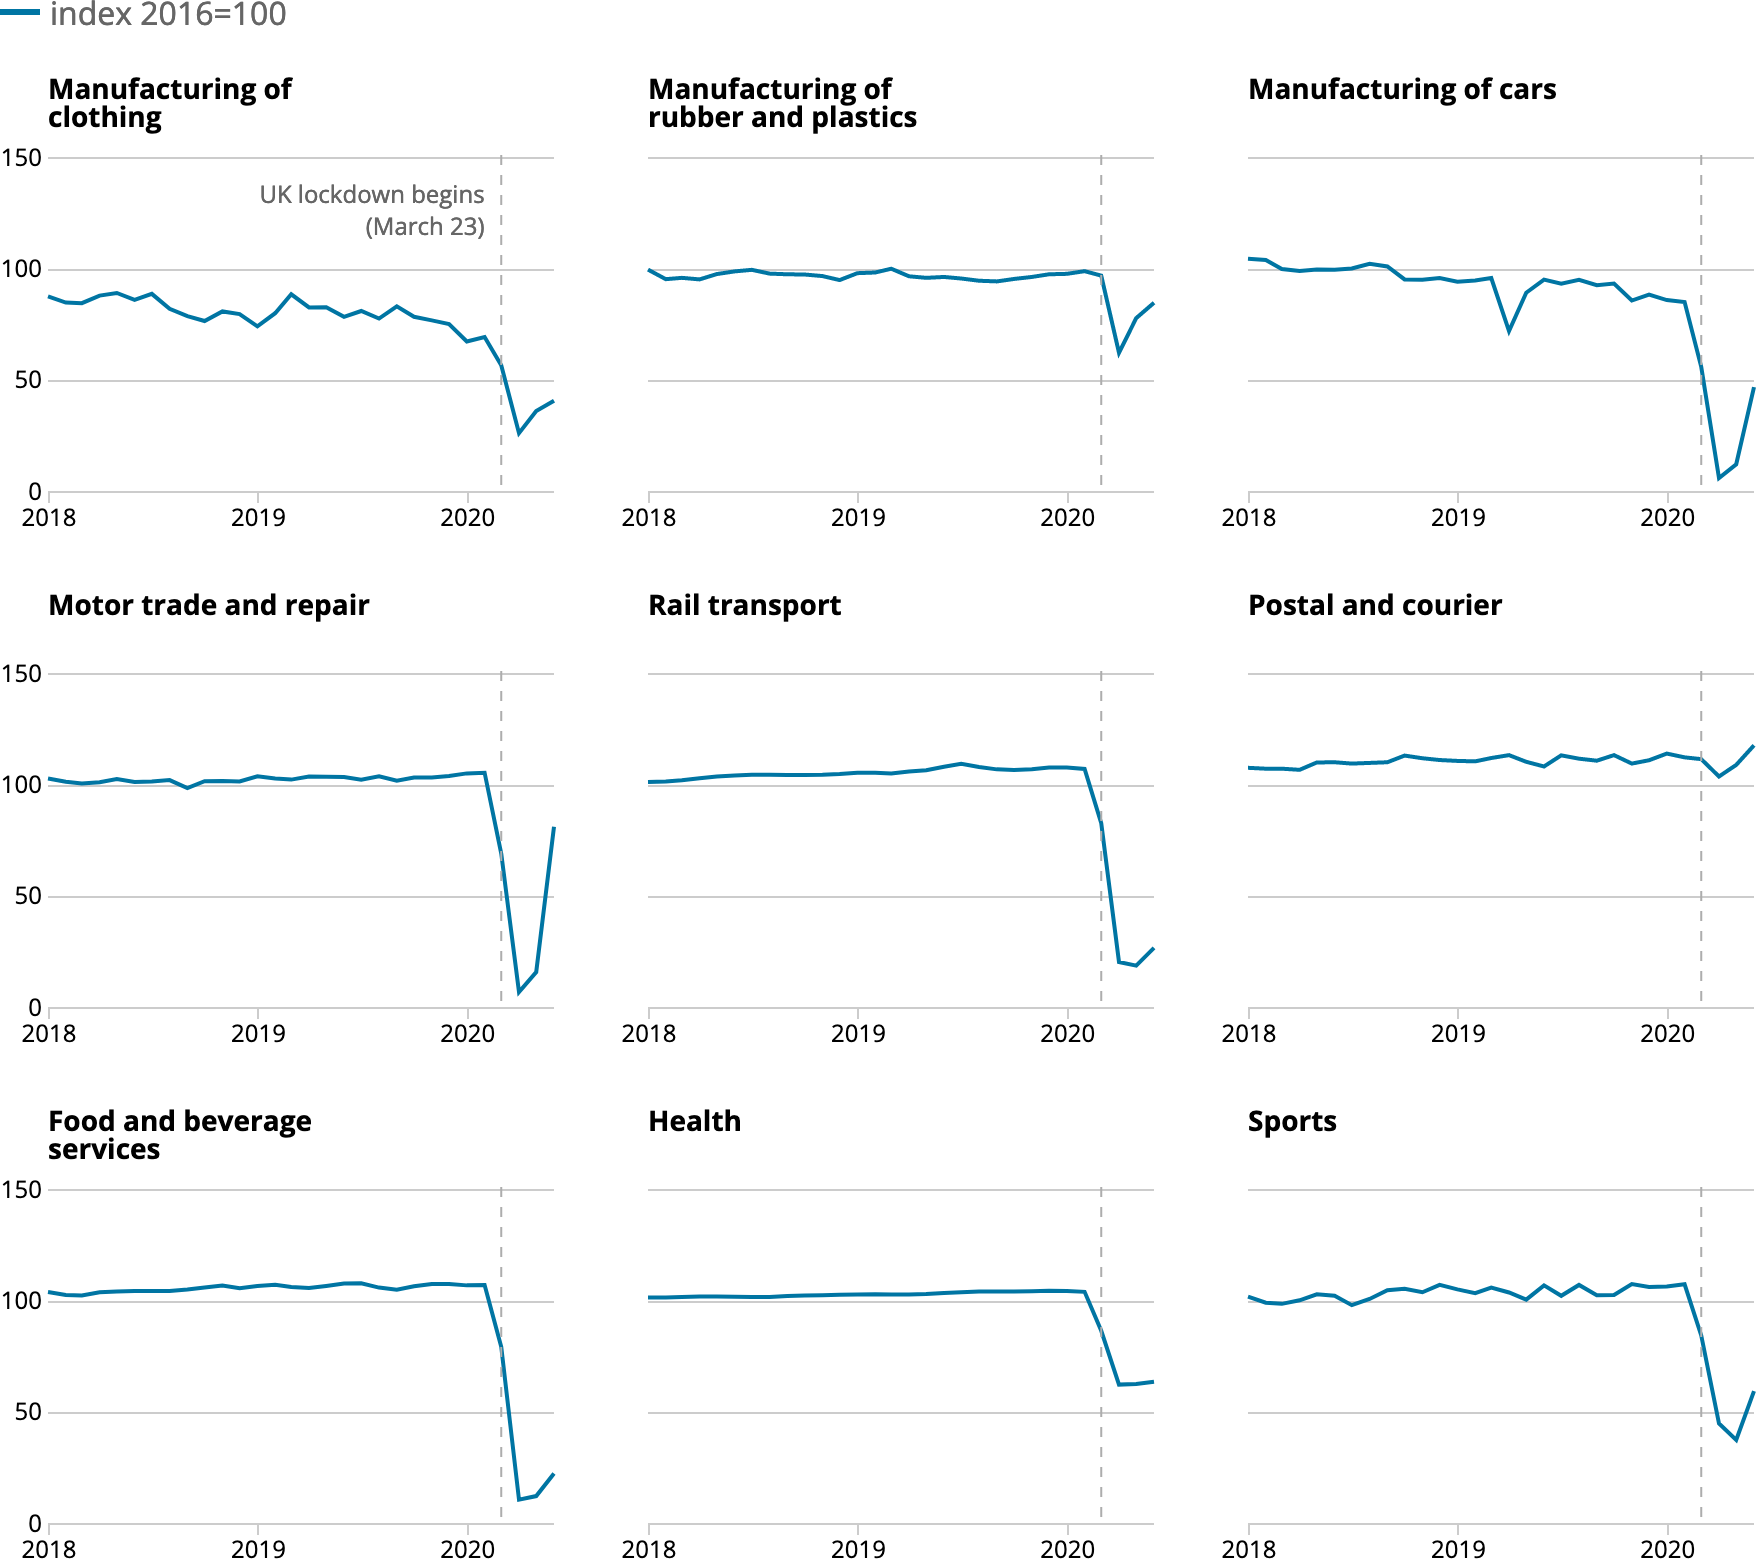 index 2016=100
Manufacturing of
clothing
Manufacturing of
rubber and plastics
Manufacturing of cars
150
UK lockdown begins
(March 23)
100
50
0
2018 2019 2020
2018 2019 2020
2018 2019 2020
Motor trade and repair
Rail transport
Postal and courier
150
100
50
0
2018 2019 2020
2018 2019 2020
2018 2019 2020
Food and beverage
services
Health
Sports
150
100
50
0
2018 2019 2020
2018 2019 2020
2018 2019 2020